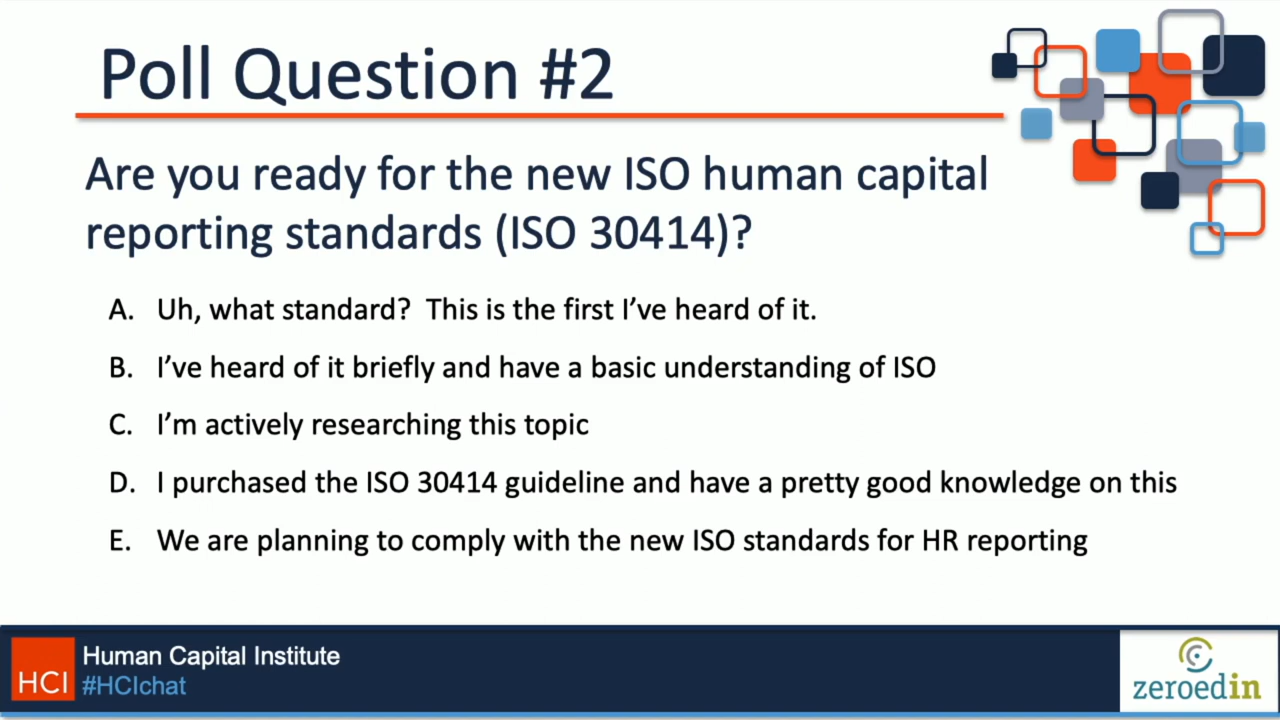 Poll Question #2
Are you ready for the new ISO human capital
reporting standards (ISO 30414)?
A. Uh, what standard?  This is the first I’ve heard of it.
B. I’ve heard of it briefly and have a basic understanding of ISO
C. I’m actively researching this topic
D. I purchased the ISO 30414 guideline and have a pretty good knowledge on this
E. We are planning to comply with the new ISO standards for HR reporting
HCI
Human Capital Institute
#HCIchat
zeroedin